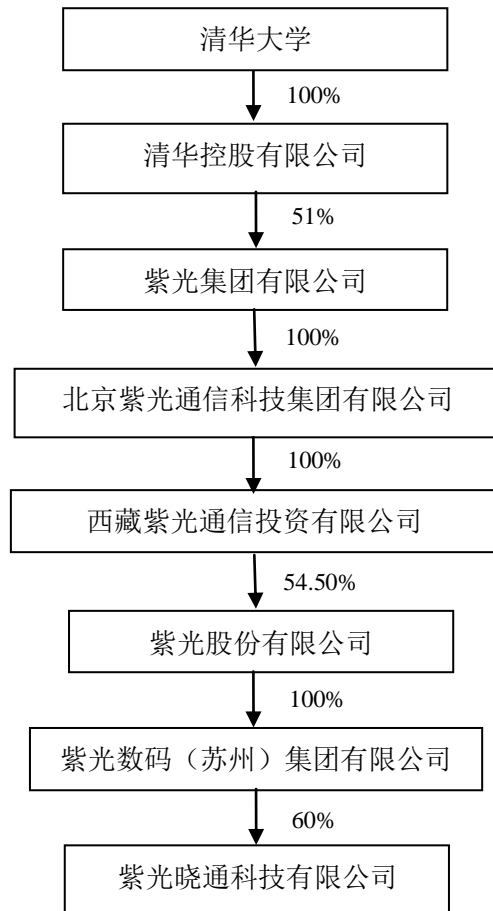 清华大学
100%
清华控股有限公司
51%
紫光集团有限公司
100%
北京紫光通信科技集团有限公司
100%
西藏紫光通信投资有限公司
54.50%
紫光股份有限公司
100%
紫光数码（苏州）集团有限公司
60%
紫光晓通科技有限公司